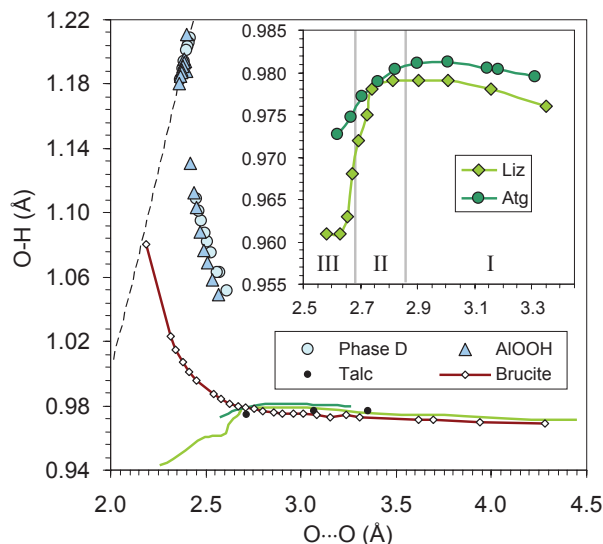 1.22
1.18
1.14
1.10
1.06
1.02
0.98
0.94
O-H (Å)
2.0 2.5 3.0 3.5 4.0 4.5
O···O (Å)
0.985
0.980
0.975
0.970
0.965
0.960
0.955
2.5 2.7 2.9 3.1 3.3
III II I
Liz
Atg
Phase D AlOOH
Talc Brucite